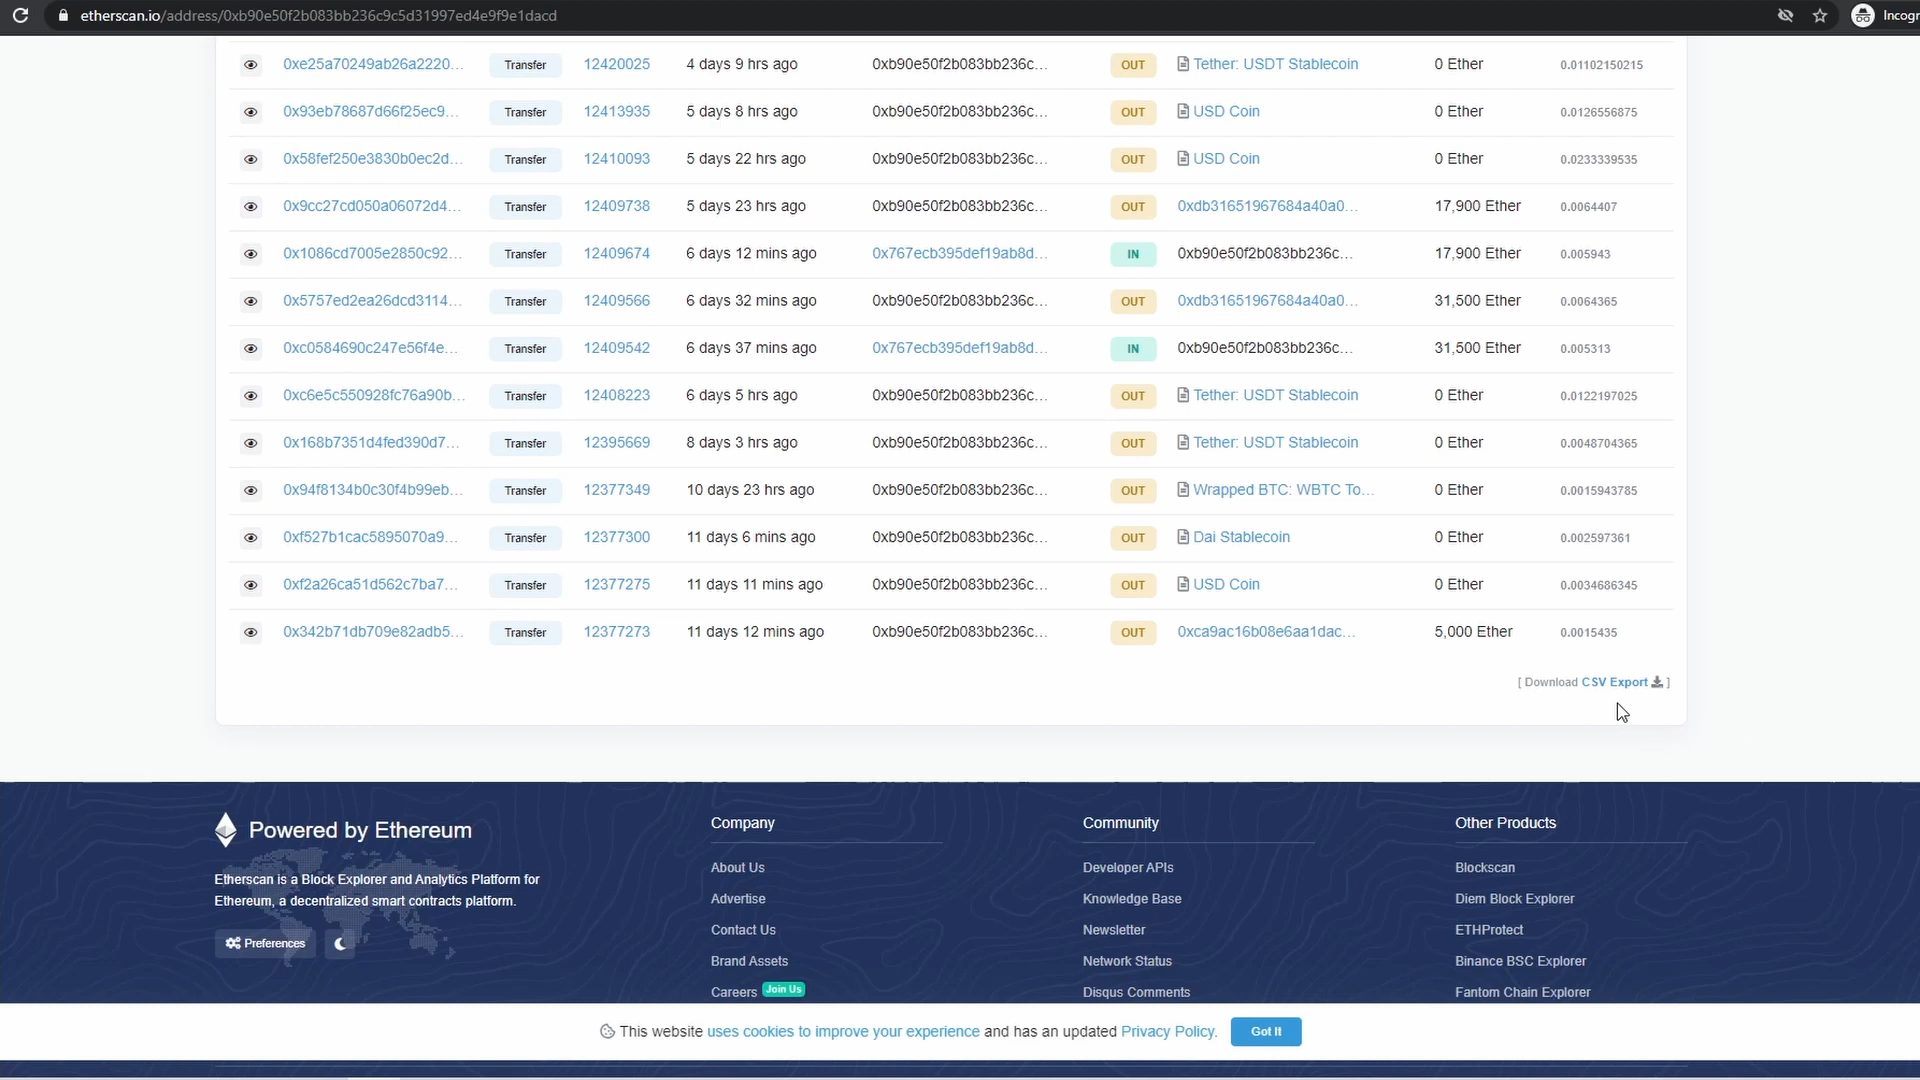 etherscan.io/address/0xb90e50f2b083bb236c9c5d31997ed4e9f9e1dacd Incogn
0xe25a70249ab26a2220... Transfer 12420025 4 days 9 hrs ago 0xb90e50f2b083bb236c... OUT Tether: USDT Stablecoin 0 Ether 0.01102150215
0x93eb78687d66f25ec9... Transfer 12413935 5 days 8 hrs ago 0xb90e50f2b083bb236c... OUT USD Coin 0 Ether 0.0126556875
0x58fef250e3830b0ec2d... Transfer 12410093 5 days 22 hrs ago 0xb90e50f2b083bb236c... OUT USD Coin 0 Ether 0.0233339535
0x9cc27cd050a06072d4... Transfer 12409738 5 days 23 hrs ago 0xb90e50f2b083bb236c... OUT 0xdb31651967684a40a0... 17,900 Ether 0.0064407
0x1086cd7005e2850c92... Transfer 12409674 6 days 12 mins ago 0x767ecb395def19ab8d... IN 0xb90e50f2b083bb236c... 17,900 Ether 0.005943
0x5757ed2ea26dcd3114... Transfer 12409566 6 days 32 mins ago 0xb90e50f2b083bb236c... OUT 0xdb31651967684a40a0... 31,500 Ether 0.0064365
0xc0584690c247e56f4e... Transfer 12409542 6 days 37 mins ago 0x767ecb395def19ab8d... IN 0xb90e50f2b083bb236c... 31,500 Ether 0.005313
0xc6e5c550928fc76a90b... Transfer 12408223 6 days 5 hrs ago 0xb90e50f2b083bb236c... OUT Tether: USDT Stablecoin 0 Ether 0.0122197025
0x168b7351d4fed390d7... Transfer 12395669 8 days 3 hrs ago 0xb90e50f2b083bb236c... OUT Tether: USDT Stablecoin 0 Ether 0.0048704365
0x94f8134b0c30f4b99eb... Transfer 12377349 10 days 23 hrs ago 0xb90e50f2b083bb236c... OUT Wrapped BTC: WBTC To... 0 Ether 0.0015943785
0xf527b1cac5895070a9... Transfer 12377300 11 days 6 mins ago 0xb90e50f2b083bb236c... OUT Dai Stablecoin 0 Ether 0.002597361
0xf2a26ca51d562c7ba7... Transfer 12377275 11 days 11 mins ago 0xb90e50f2b083bb236c... OUT USD Coin 0 Ether 0.0034686345
0x342b71db709e82adb5... Transfer 12377273 11 days 12 mins ago 0xb90e50f2b083bb236c... OUT 0xca9ac16b08e6aa1dac... 5,000 Ether 0.0015435
[ Download CSV Export ]
Powered by Ethereum
Etherscan is a Block Explorer and Analytics Platform for
Ethereum, a decentralized smart contracts platform.
Preferences
Company
About Us
Advertise
Contact Us
Brand Assets
Careers Join Us
Community
Developer APIs
Knowledge Base
Newsletter
Network Status
Disqus Comments
Other Products
Blockscan
Diem Block Explorer
ETHProtect
Binance BSC Explorer
Fantom Chain Explorer
This website uses cookies to improve your experience and has an updated Privacy Policy. Got It